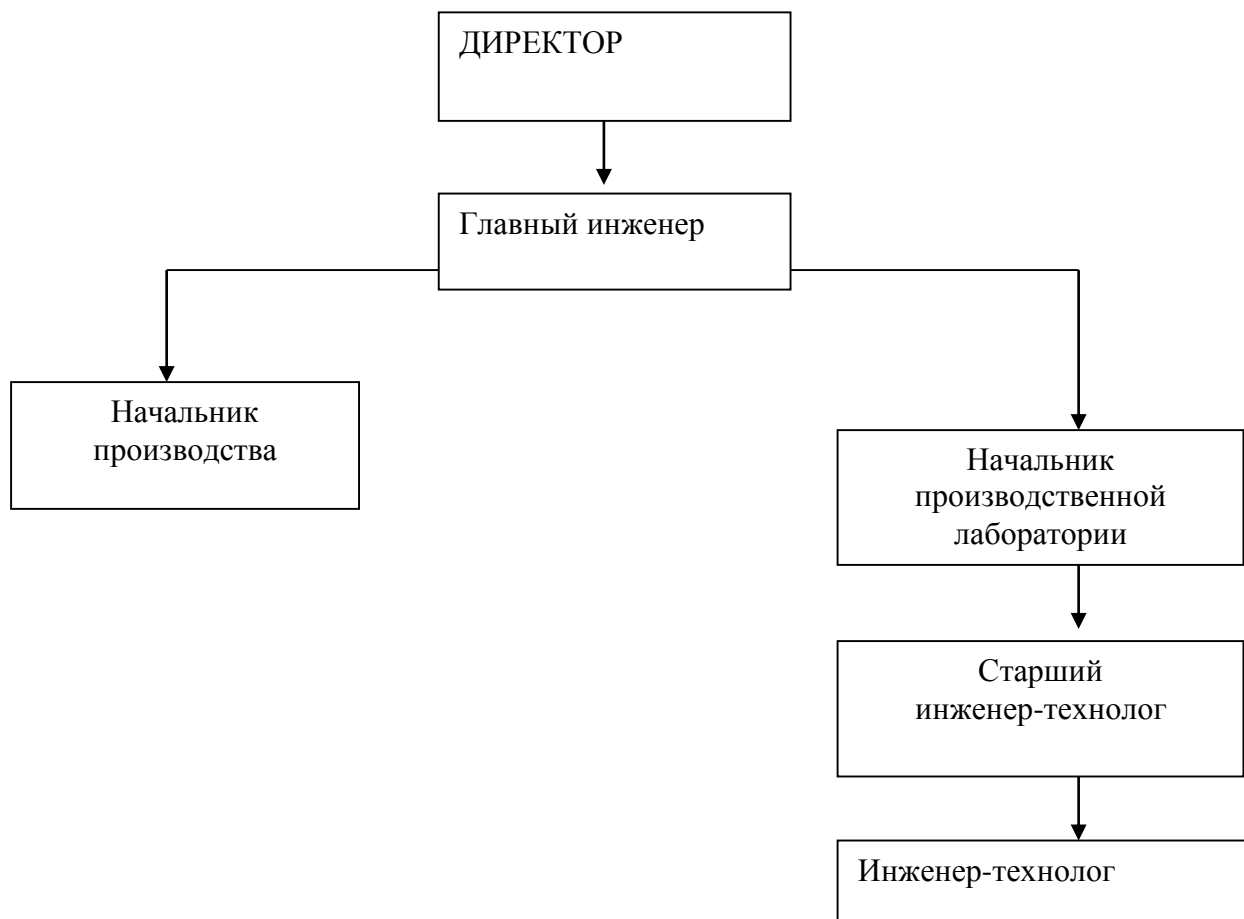 ДИРЕКТОР
Главный инженер
Начальник
производства
Начальник
производственной
лаборатории
Старший
инженер-технолог
Инженер-технолог